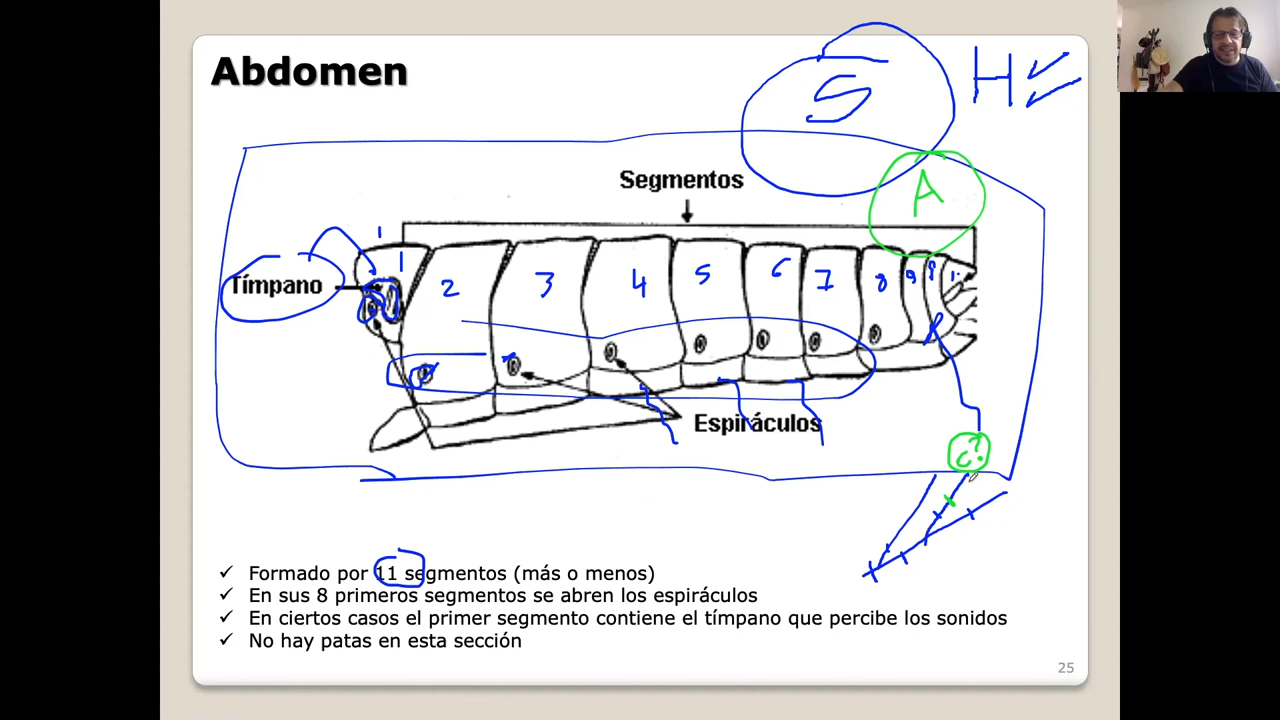 Abdomen
S
H
A
Segmentos
1
1
2
3
4
5
6
7
8
9
Tímpano
Espiráculos
c?
✓ Formado por 11 segmentos (más o menos)
✓ En sus 8 primeros segmentos se abren los espiráculos
✓ En ciertos casos el primer segmento contiene el tímpano que percibe los sonidos
✓ No hay patas en esta sección
25